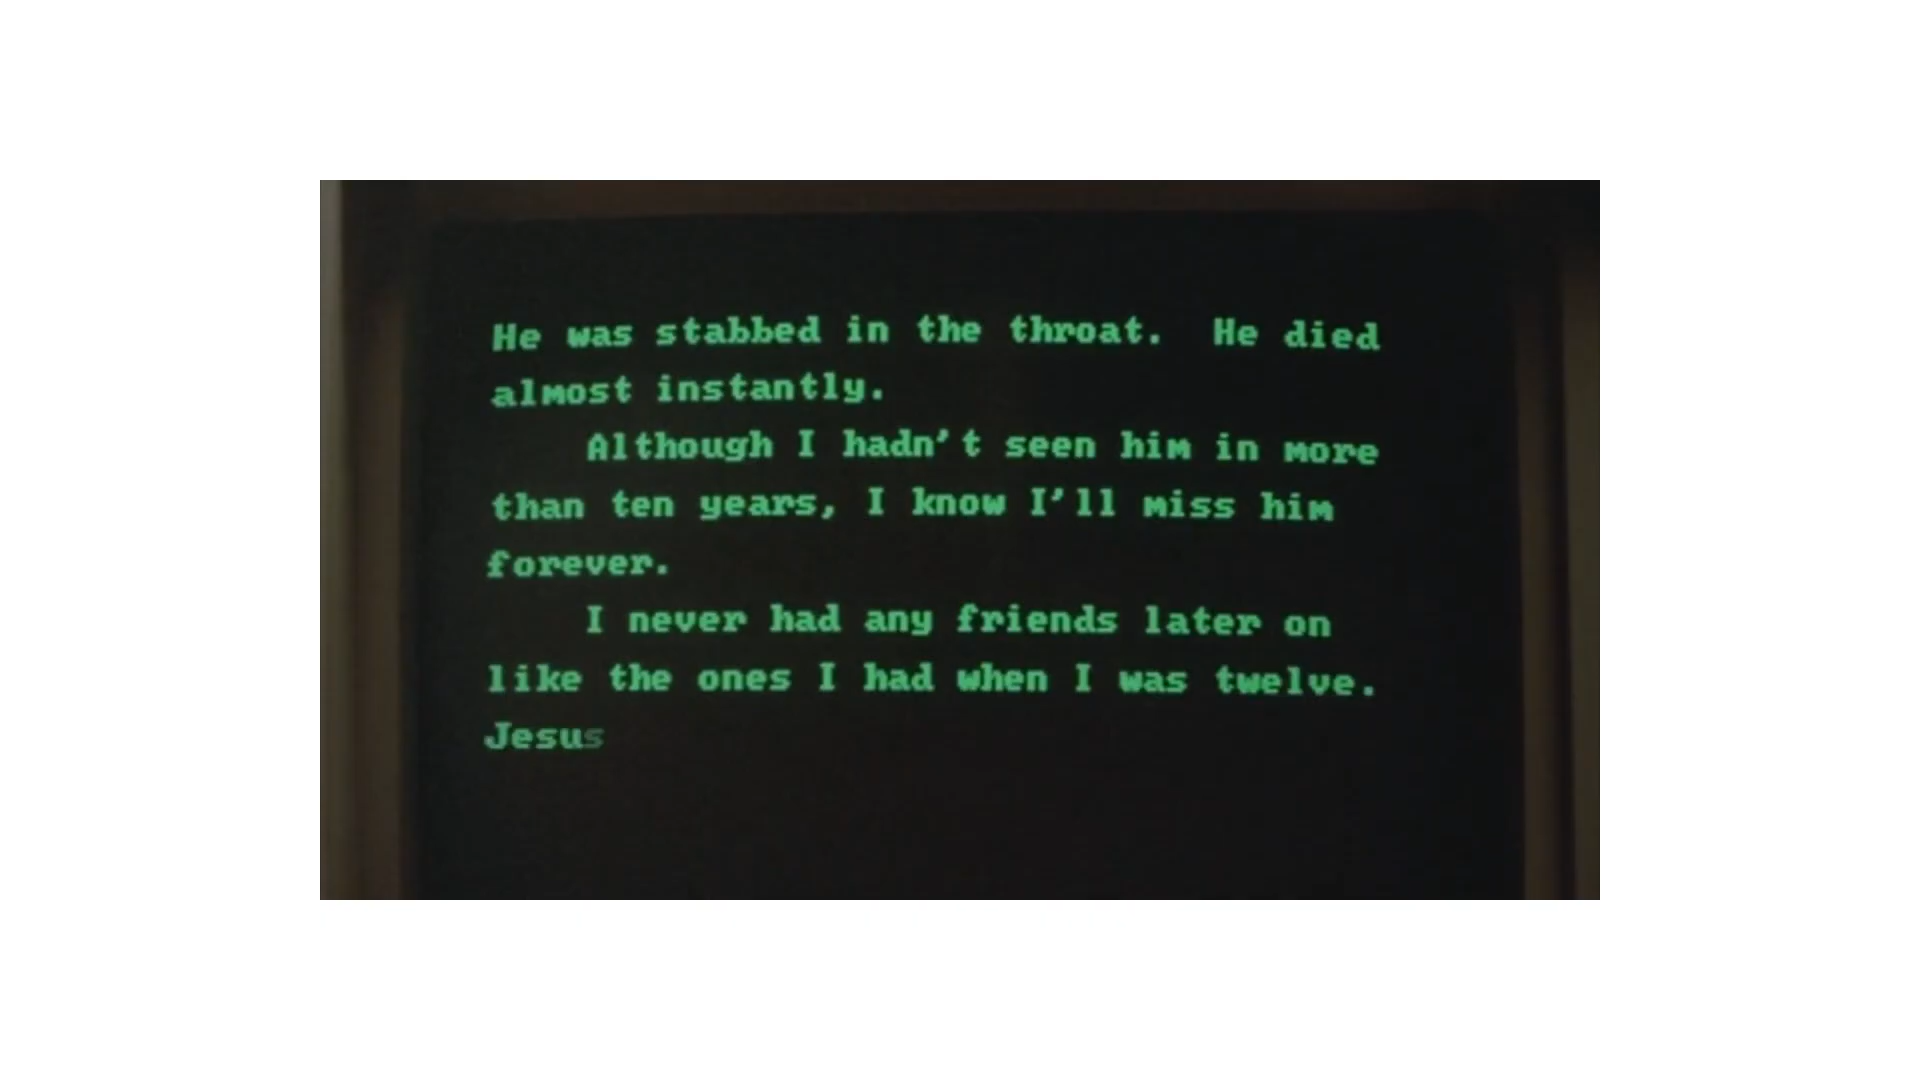 He was stabbed in the throat.  He died
almost instantly.
Although I hadn't seen him in more
than ten years, I know I'll miss him
forever.
I never had any friends later on
like the ones I had when I was twelve.
Jesus